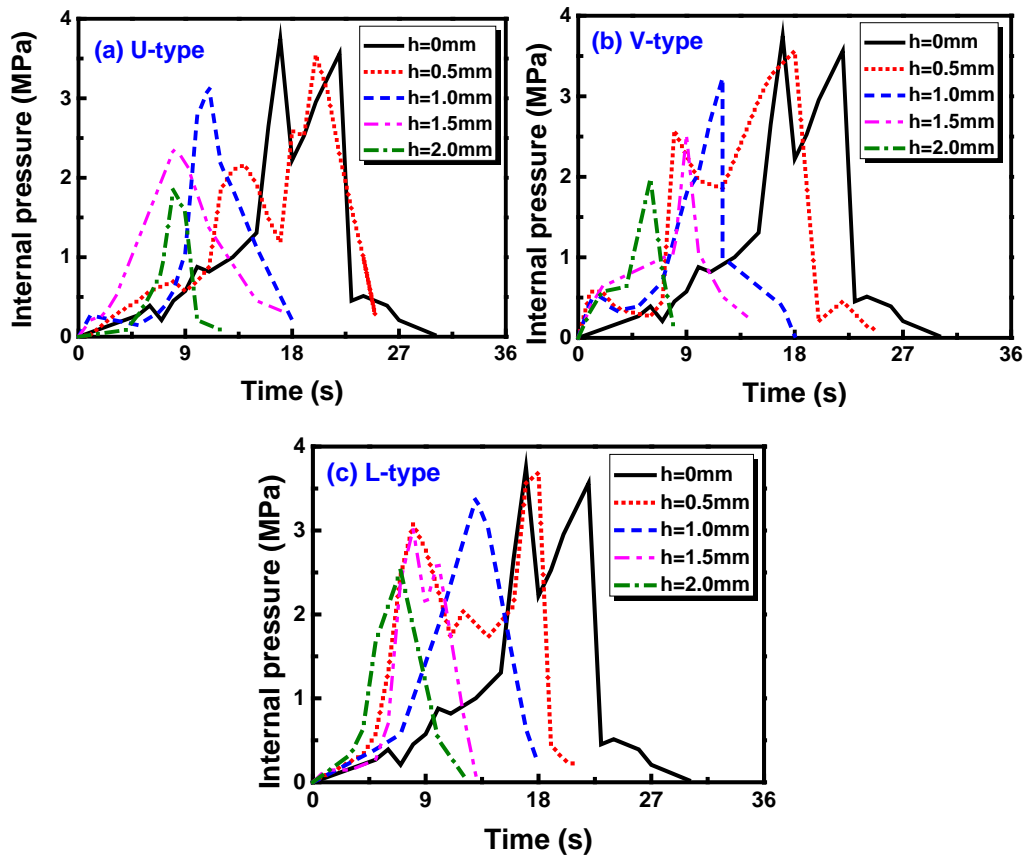 (a) U-type
h=0mm
h=0.5mm
h=1.0mm
h=1.5mm
h=2.0mm
4
3
2
1
0
0 9 18 27 36
Internal pressure (MPa)
Time (s)
(b) V-type
h=0mm
h=0.5mm
h=1.0mm
h=1.5mm
h=2.0mm
4
3
2
1
0
0 9 18 27 36
Internal pressure (MPa)
Time (s)
(c) L-type
h=0mm
h=0.5mm
h=1.0mm
h=1.5mm
h=2.0mm
4
3
2
1
0
0 9 18 27 36
Internal pressure (MPa)
Time (s)